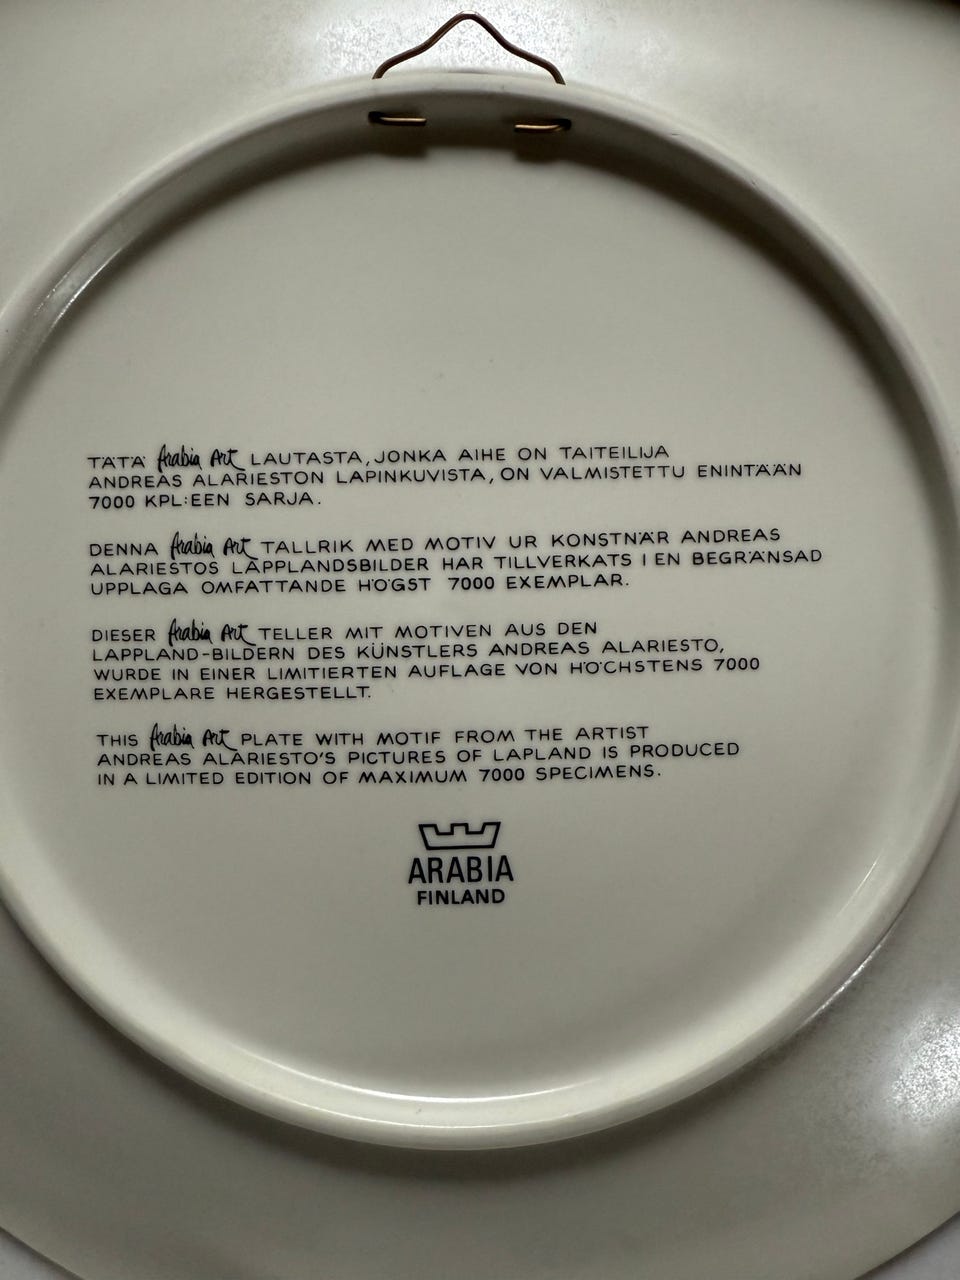 TÄTÄ Arabia Art LAUTASTA, JONKA AIHE ON TAITEILIJA
ANDREAS ALARIESTON LAPINKUVISTA, ON VALMISTETTU ENINTÄÄN
7000 KPL:EEN SARJA.
DENNA Arabia Art TALLRIK MED MOTIV UR KONSTNÄR ANDREAS
ALARIESTOS LAPPLANDSBILDER HAR TILLVERKATS I EN BEGRÄNSAD
UPPLAGA OMFATTANDE HÖGST 7000 EXEMPLAR.
DIESER Arabia Art TELLER MIT MOTIVEN AUS DEN
LAPPLAND-BILDERN DES KÜNSTLERS ANDREAS ALARIESTO,
WURDE IN EINER LIMITIERTEN AUFLAGE VON HÖCHSTENS 7000
EXEMPLARE HERGESTELLT.
THIS Arabia Art PLATE WITH MOTIF FROM THE ARTIST
ANDREAS ALARIESTO'S PICTURES OF LAPLAND IS PRODUCED
IN A LIMITED EDITION OF MAXIMUM 7000 SPECIMENS.
ARABIA
FINLAND